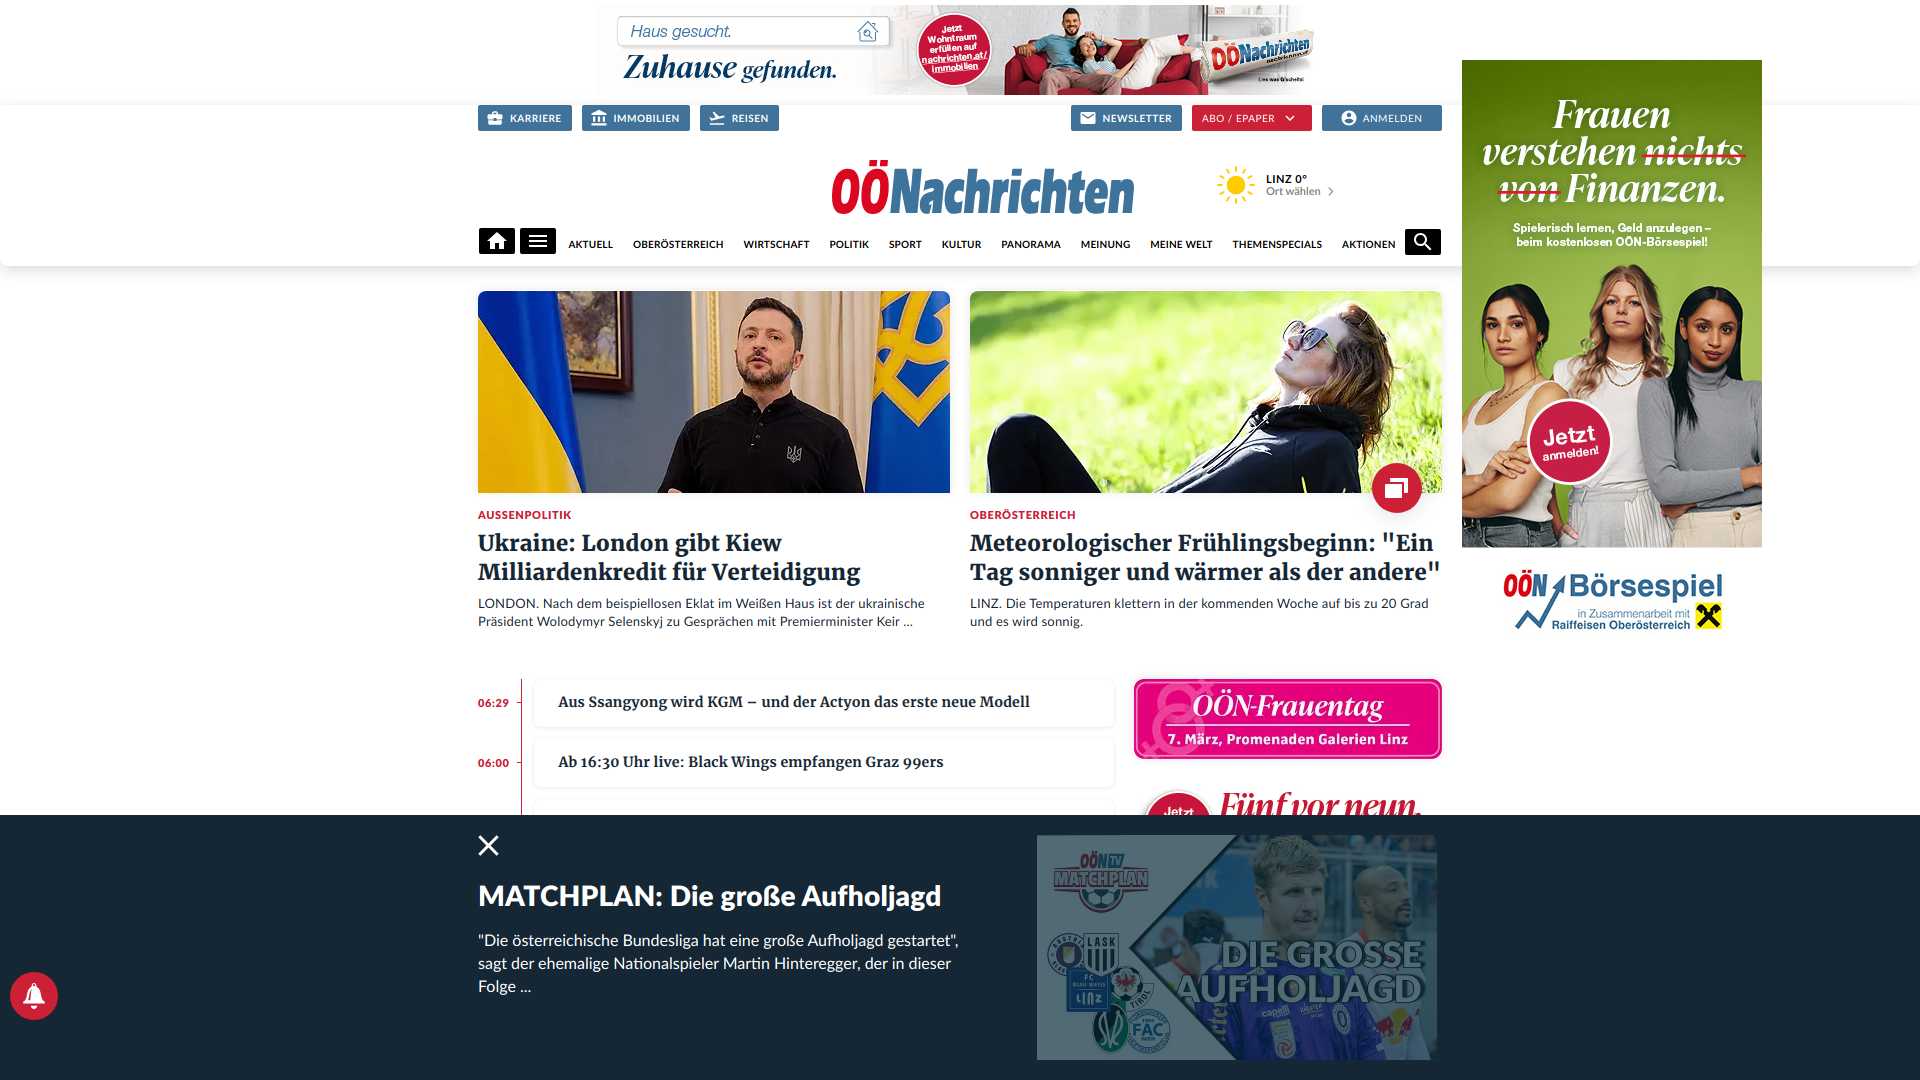 Haus gesucht.
Zuhause gefunden.
Jetzt
Wohntraum
erfüllen auf
nachrichten.at/
immobilien
OÖNachrichten
Lies was G'scheits!
KARRIERE
IMMOBILIEN
REISEN
NEWSLETTER
ABO / EPAPER
ANMELDEN
OÖNachrichten
LINZ 0°
Ort wählen
AKTUELL
OBERÖSTERREICH
WIRTSCHAFT
POLITIK
SPORT
KULTUR
PANORAMA
MEINUNG
MEINE WELT
THEMENSPECIALS
AKTIONEN
Frauen
verstehen nichts
von Finanzen.
Spielerisch lernen, Geld anzulegen –
beim kostenlosen OÖN-Börsespiel!
Jetzt
anmelden!
OÖN Börsespiel
in Zusammenarbeit mit
Raiffeisen Oberösterreich
AUSSENPOLITIK
Ukraine: London gibt Kiew
Milliardenkredit für Verteidigung
LONDON. Nach dem beispiellosen Eklat im Weißen Haus ist der ukrainische
Präsident Wolodymyr Selenskyj zu Gesprächen mit Premierminister Keir ...
OBERÖSTERREICH
Meteorologischer Frühlingsbeginn: "Ein
Tag sonniger und wärmer als der andere"
LINZ. Die Temperaturen klettern in der kommenden Woche auf bis zu 20 Grad
und es wird sonnig.
06:29
Aus Ssangyong wird KGM – und der Actyon das erste neue Modell
06:00
Ab 16:30 Uhr live: Black Wings empfangen Graz 99ers
OÖN-Frauentag
7. März, Promenaden Galerien Linz
Jetzt
Fünf vor neun.
MATCHPLAN: Die große Aufholjagd
"Die österreichische Bundesliga hat eine große Aufholjagd gestartet",
sagt der ehemalige Nationalspieler Martin Hinteregger, der in dieser
Folge ...
OÖN TV
MATCHPLAN
LASK
FC
BLAU WEISS
LINZ
TIROL
FAC
DIE GROSSE
AUFHOLJAGD
capelli